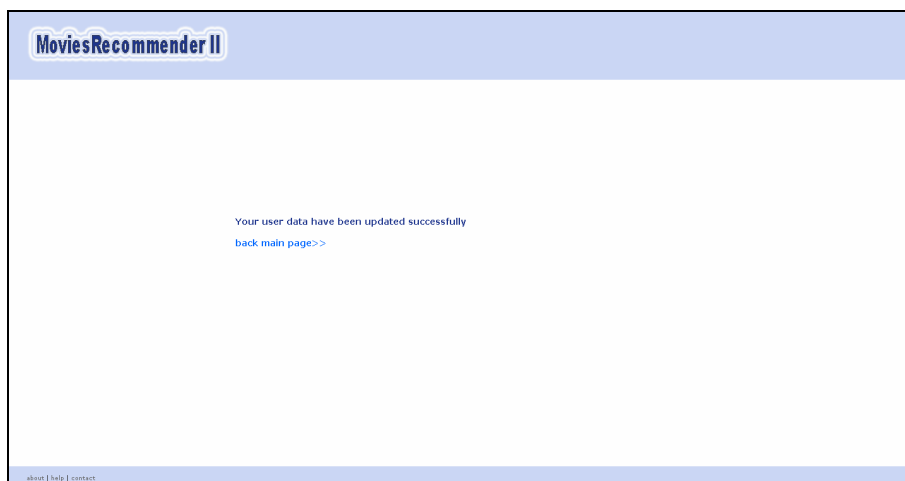 MoviesRecommender II
Your user data have been updated successfully
back main page>>
about | help | contact